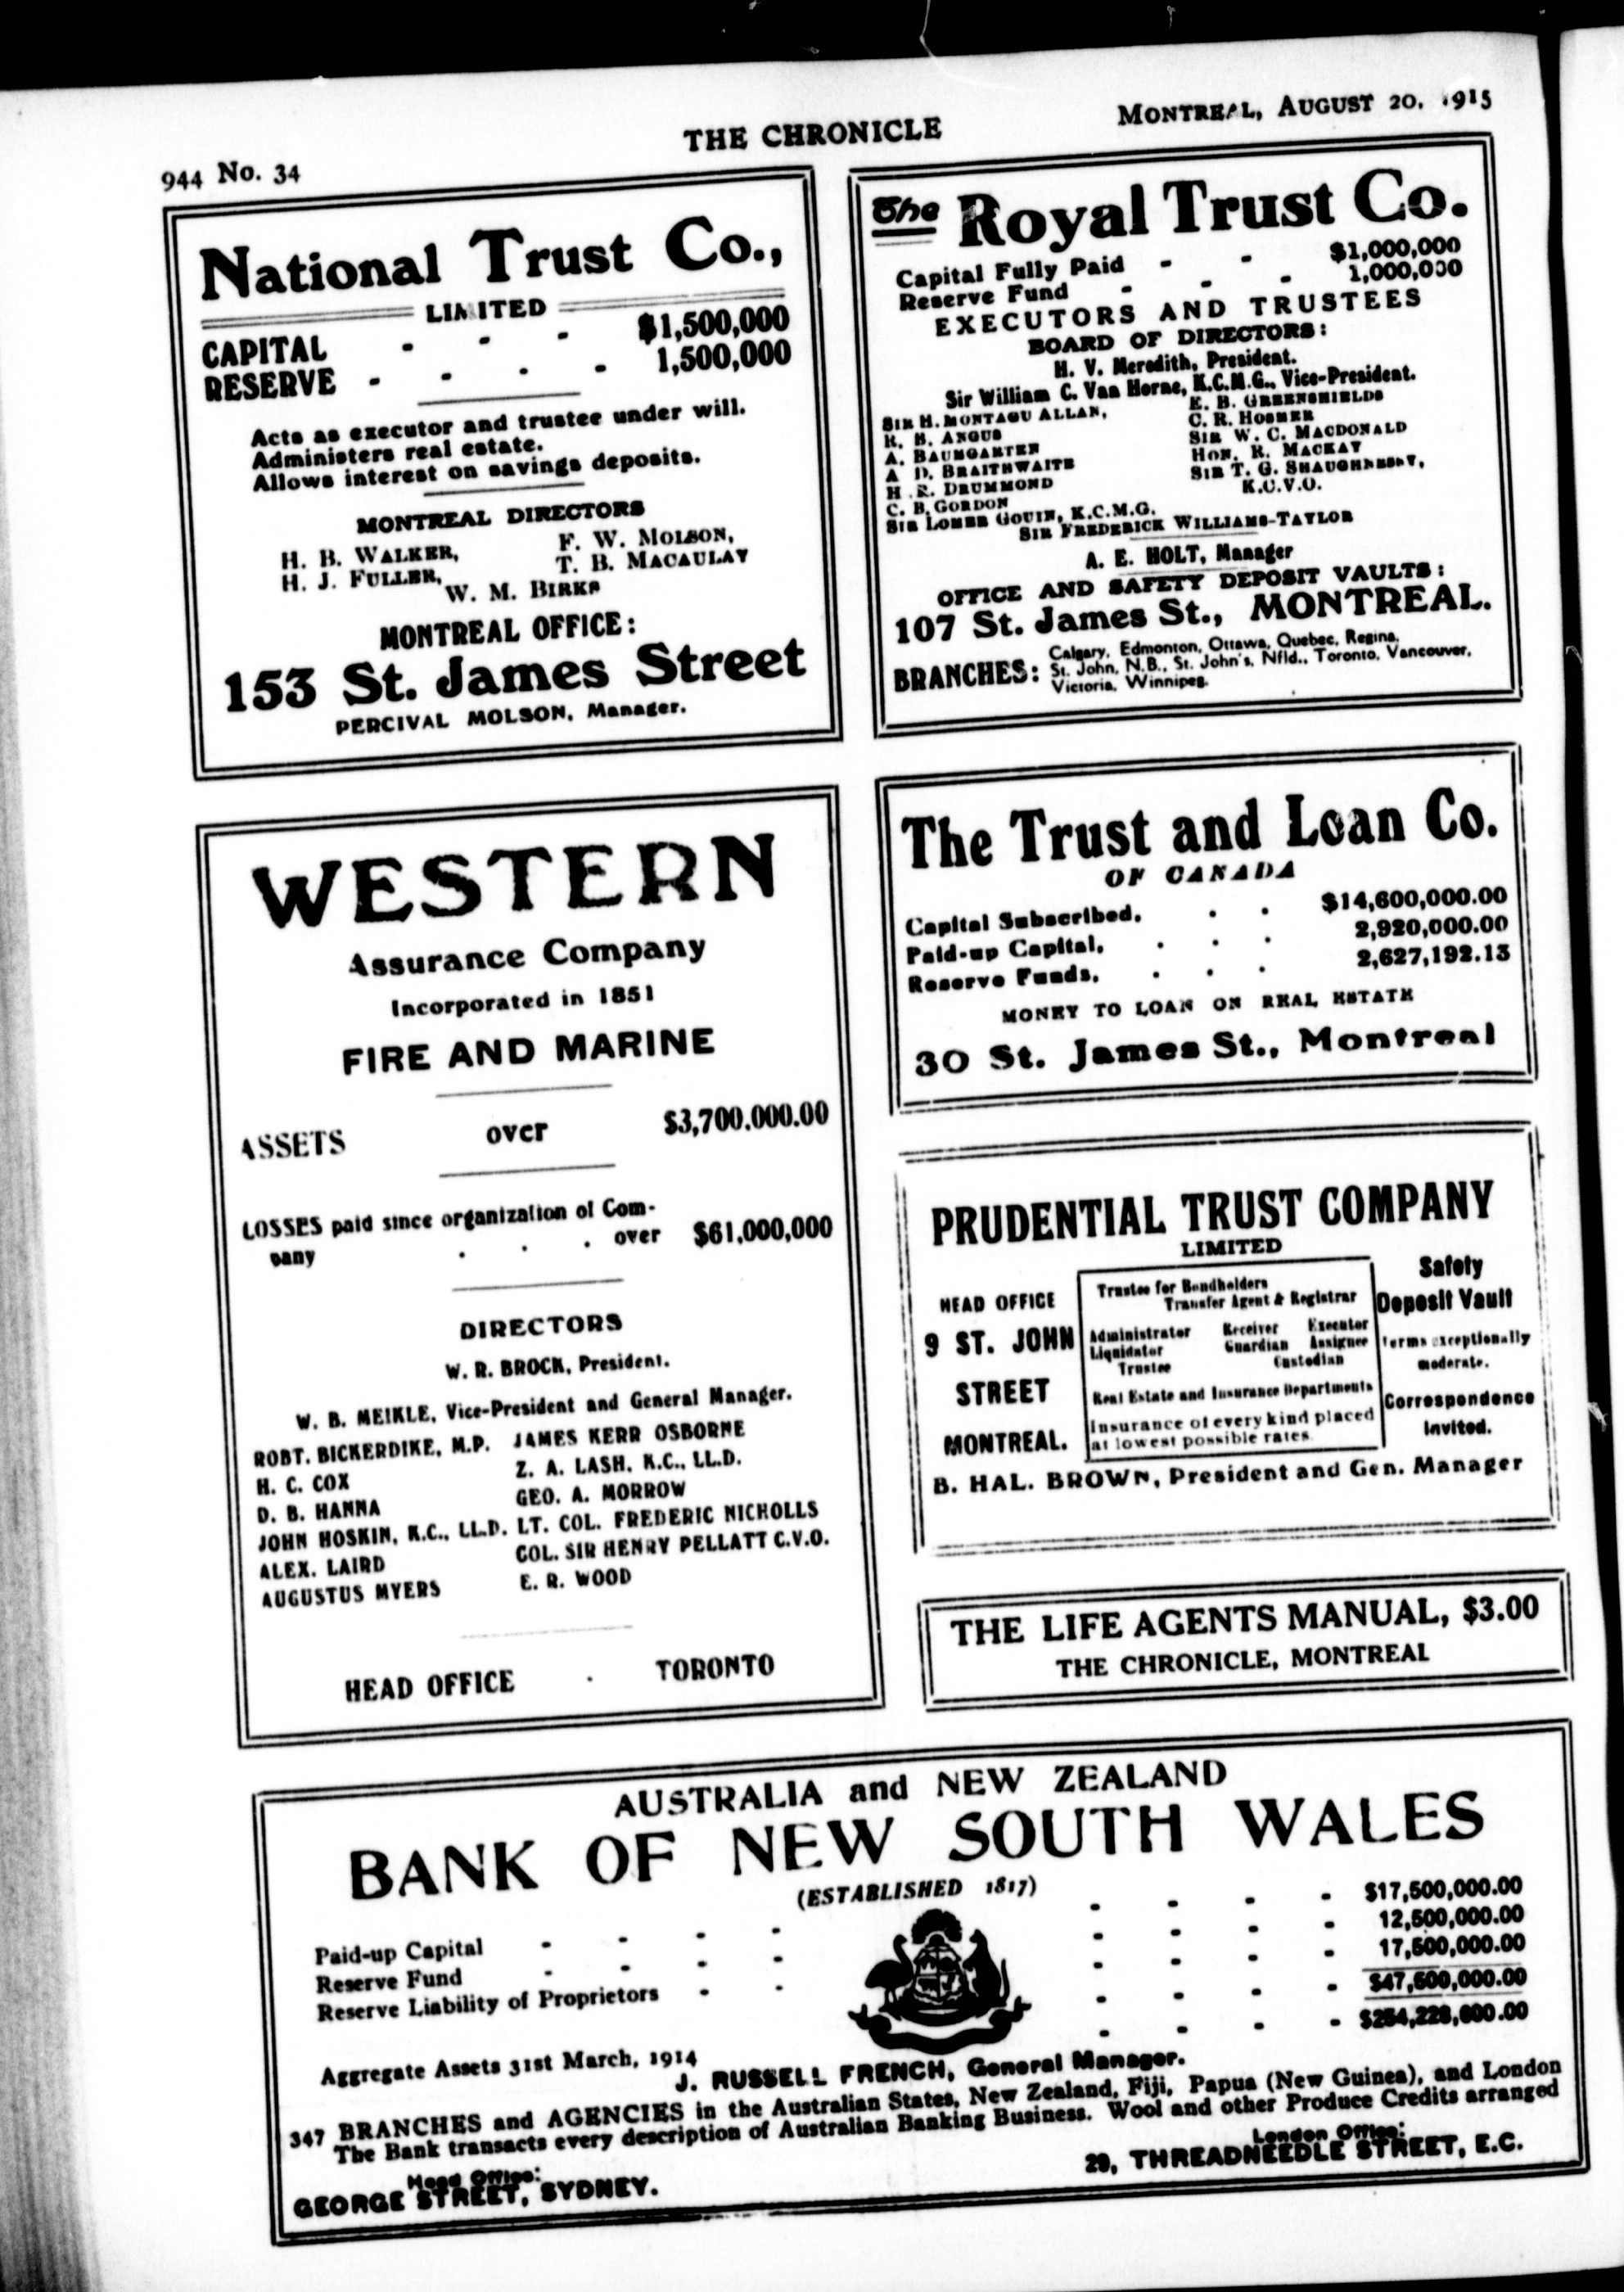 944 No. 34
THE CHRONICLE
MONTREAL, AUGUST 20, 1915
National Trust Co.,
LIMITED
CAPITAL - - - $1,500,000
RESERVE - - - - 1,500,000
Acts as executor and trustee under will.
Administers real estate.
Allows interest on savings deposits.
MONTREAL DIRECTORS
H. B. WALKER, F. W. MOLSON,
H. J. FULLER, T. B. MACAULAY
W. M. BIRKS
MONTREAL OFFICE:
153 St. James Street
PERCIVAL MOLSON, Manager.
The Royal Trust Co.
Capital Fully Paid - - $1,000,000
Reserve Fund - - - 1,000,000
EXECUTORS AND TRUSTEES
BOARD OF DIRECTORS:
H. V. Meredith, President.
Sir William C. Van Horne, K.C.M.G., Vice-President.
SIR H. MONTAGU ALLAN, E. B. GREENSHIELDS
R. B. ANGUS C. R. HOSMER
A. BAUMGARTEN SIR W. C. MACDONALD
A. D. BRAITHWAITE HON. R. MACKAY
H. R. DRUMMOND SIR T. G. SHAUGHNESSY,
C. B. GORDON K.C.V.O.
SIR LOMER GOUIN, K.C.M.G.
SIR FREDERICK WILLIAMS-TAYLOR
A. E. HOLT, Manager
OFFICE AND SAFETY DEPOSIT VAULTS:
107 St. James St., MONTREAL.
BRANCHES: Calgary, Edmonton, Ottawa, Quebec, Regina,
St. John, N.B., St. John's, Nfld., Toronto, Vancouver,
Victoria, Winnipeg.
WESTERN
Assurance Company
Incorporated in 1851
FIRE AND MARINE
ASSETS over $3,700.000.00
LOSSES paid since organization of Com-
pany . . . over $61,000,000
DIRECTORS
W. R. BROCK, President.
W. B. MEIKLE, Vice-President and General Manager.
ROBT. BICKERDIKE, M.P. JAMES KERR OSBORNE
H. C. COX Z. A. LASH, K.C., LL.D.
D. B. HANNA GEO. A. MORROW
JOHN HOSKIN, K.C., LL.D. LT. COL. FREDERIC NICHOLLS
ALEX. LAIRD COL. SIR HENRY PELLATT C.V.O.
AUGUSTUS MYERS E. R. WOOD
HEAD OFFICE . TORONTO
The Trust and Loan Co.
OF CANADA
Capital Subscribed, . . $14,600,000.00
Paid-up Capital, . . . 2,920,000.00
Reserve Funds, . . . 2,627,192.13
MONEY TO LOAN ON REAL ESTATE
30 St. James St., Montreal
PRUDENTIAL TRUST COMPANY
LIMITED
HEAD OFFICE
9 ST. JOHN
STREET
MONTREAL.
Trustee for Bondholders
Transfer Agent & Registrar
Administrator Receiver Executor
Liquidator Guardian Assignee
Trustee Custodian
Real Estate and Insurance Departments
Insurance of every kind placed
at lowest possible rates.
Safety
Deposit Vault
Terms exceptionally
moderate.
Correspondence
Invited.
B. HAL. BROWN, President and Gen. Manager
THE LIFE AGENTS MANUAL, $3.00
THE CHRONICLE, MONTREAL
AUSTRALIA and NEW ZEALAND
BANK OF NEW SOUTH WALES
(ESTABLISHED 1817)
Paid-up Capital - - - - - - - - $17,500,000.00
Reserve Fund - - - - - - - - 12,500,000.00
Reserve Liability of Proprietors - - - - - - 17,500,000.00
$47,500,000.00
Aggregate Assets 31st March, 1914 - - - - $254,228,600.00
J. RUSSELL FRENCH, General Manager.
347 BRANCHES and AGENCIES in the Australian States, New Zealand, Fiji, Papua (New Guinea), and London
The Bank transacts every description of Australian Banking Business. Wool and other Produce Credits arranged
Head Office: London Office:
GEORGE STREET, SYDNEY. 29, THREADNEEDLE STREET, E.C.